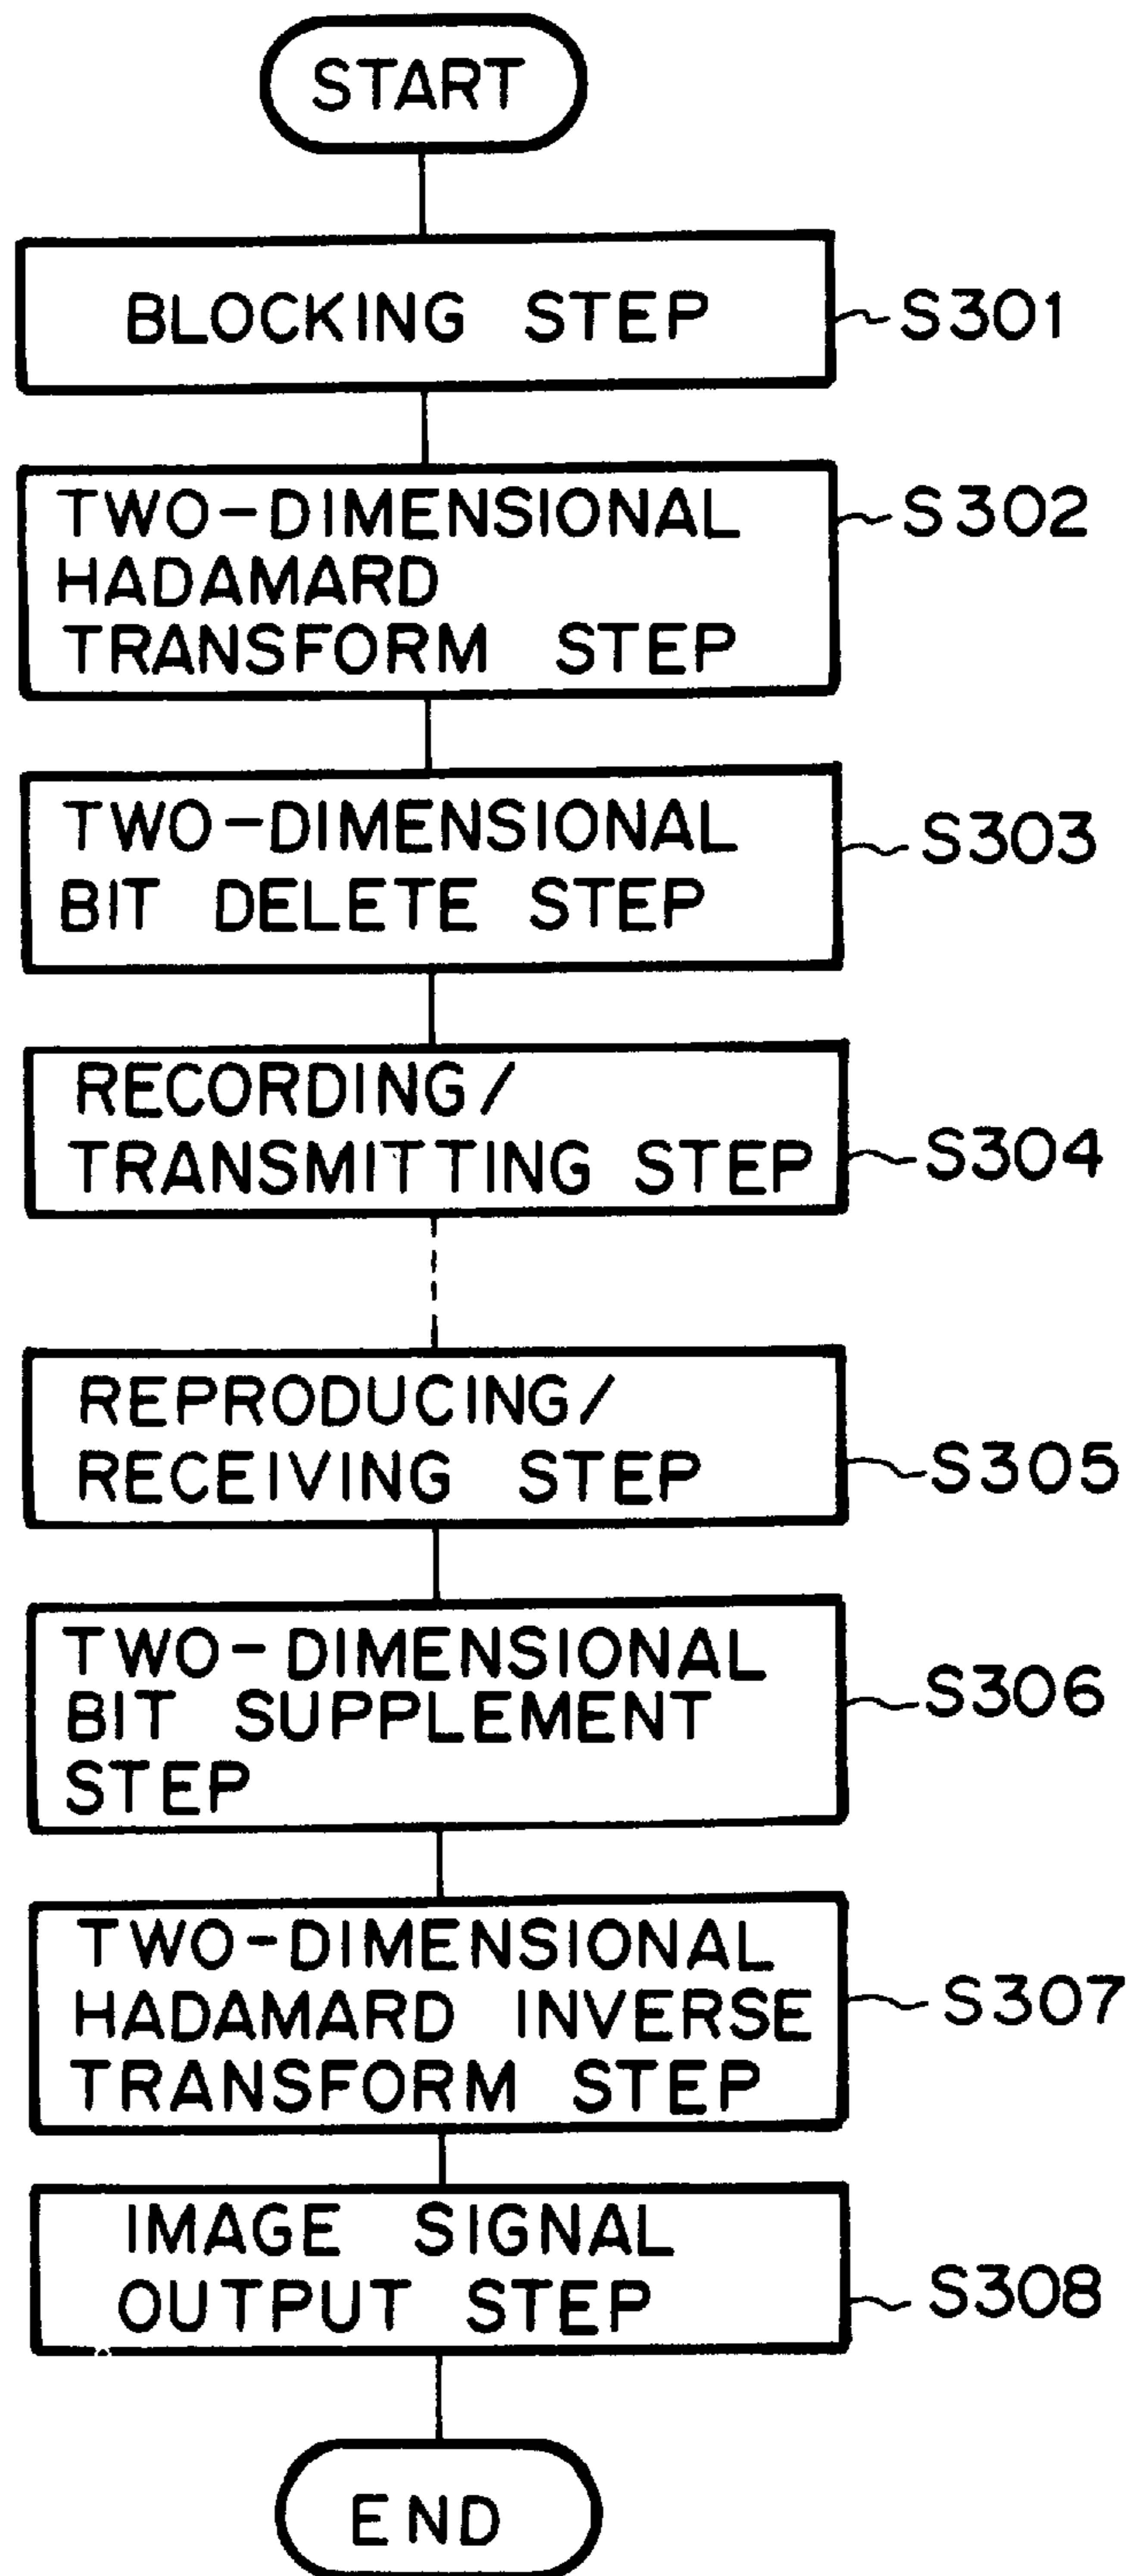 START
BLOCKING STEP
S301
TWO-DIMENSIONAL
HADAMARD
TRANSFORM STEP
S302
TWO-DIMENSIONAL
BIT DELETE STEP
S303
RECORDING/
TRANSMITTING STEP
S304
REPRODUCING/
RECEIVING STEP
S305
TWO-DIMENSIONAL
BIT SUPPLEMENT
STEP
S306
TWO-DIMENSIONAL
HADAMARD INVERSE
TRANSFORM STEP
S307
IMAGE SIGNAL
OUTPUT STEP
S308
END